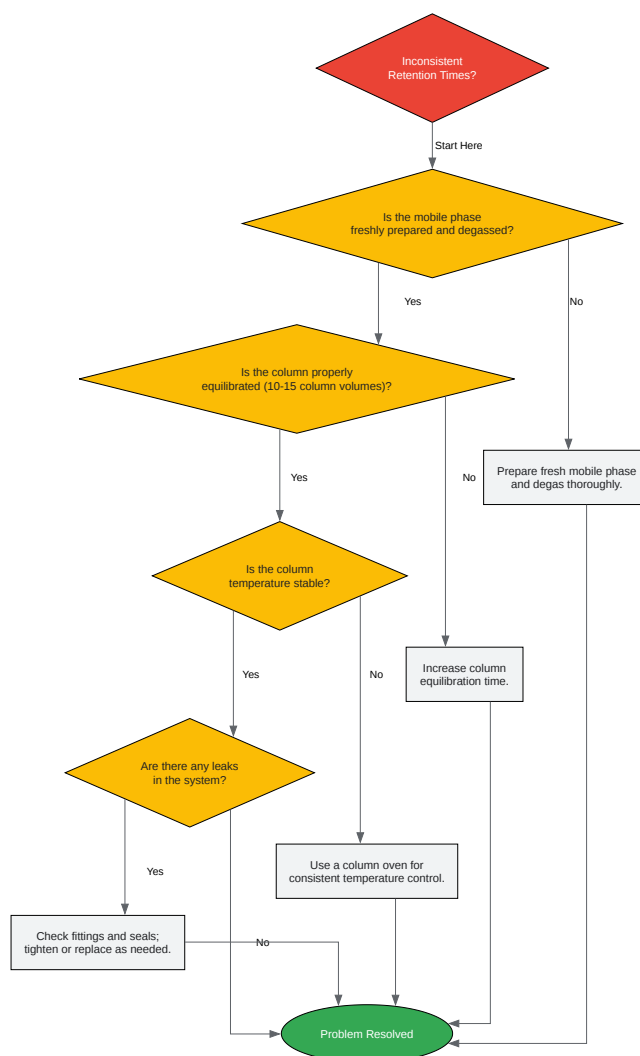 Inconsistent
Retention Times?
Start Here
Is the mobile phase
freshly prepared and degassed?
Yes
No
Is the column properly
equilibrated (10-15 column volumes)?
Yes
No
Prepare fresh mobile phase
and degas thoroughly.
Is the column
temperature stable?
Yes
No
Increase column
equilibration time.
Are there any leaks
in the system?
Yes
Use a column oven for
consistent temperature control.
Check fittings and seals;
tighten or replace as needed.
No
Problem Resolved